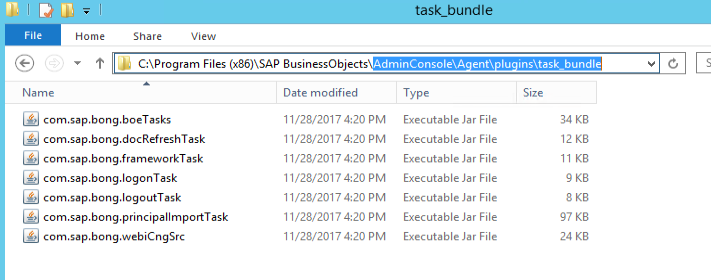 task_bundle
File Home Share View
C:\Program Files (x86)\SAP BusinessObjects\AdminConsole\Agent\plugins\task_bundle
Name Date modified Type Size
com.sap.bong.boeTasks 11/28/2017 4:20 PM Executable Jar File 34 KB
com.sap.bong.docRefreshTask 11/28/2017 4:20 PM Executable Jar File 12 KB
com.sap.bong.frameworkTask 11/28/2017 4:20 PM Executable Jar File 11 KB
com.sap.bong.logonTask 11/28/2017 4:20 PM Executable Jar File 9 KB
com.sap.bong.logoutTask 11/28/2017 4:20 PM Executable Jar File 8 KB
com.sap.bong.principalImportTask 11/28/2017 4:20 PM Executable Jar File 97 KB
com.sap.bong.webiCngSrc 11/28/2017 4:20 PM Executable Jar File 24 KB